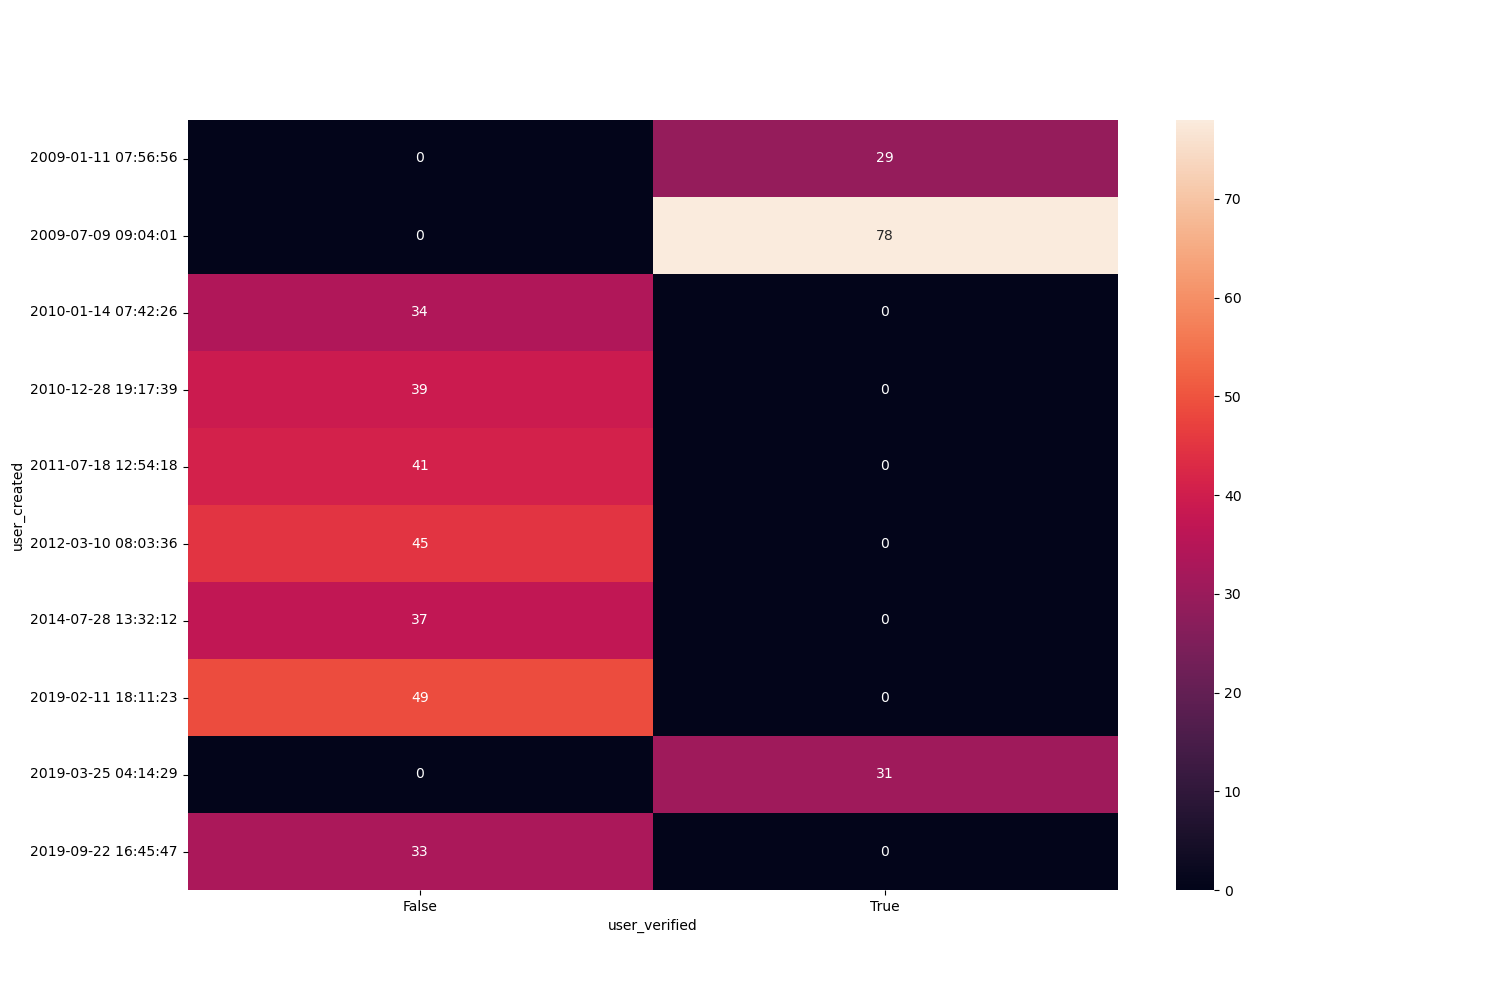 2009-01-11 07:56:56 0 29
2009-07-09 09:04:01 0 78
2010-01-14 07:42:26 34 0
2010-12-28 19:17:39 39 0
2011-07-18 12:54:18 41 0
2012-03-10 08:03:36 45 0
2014-07-28 13:32:12 37 0
2019-02-11 18:11:23 49 0
2019-03-25 04:14:29 0 31
2019-09-22 16:45:47 33 0
user_created
False True
user_verified
70
60
50
40
30
20
10
0